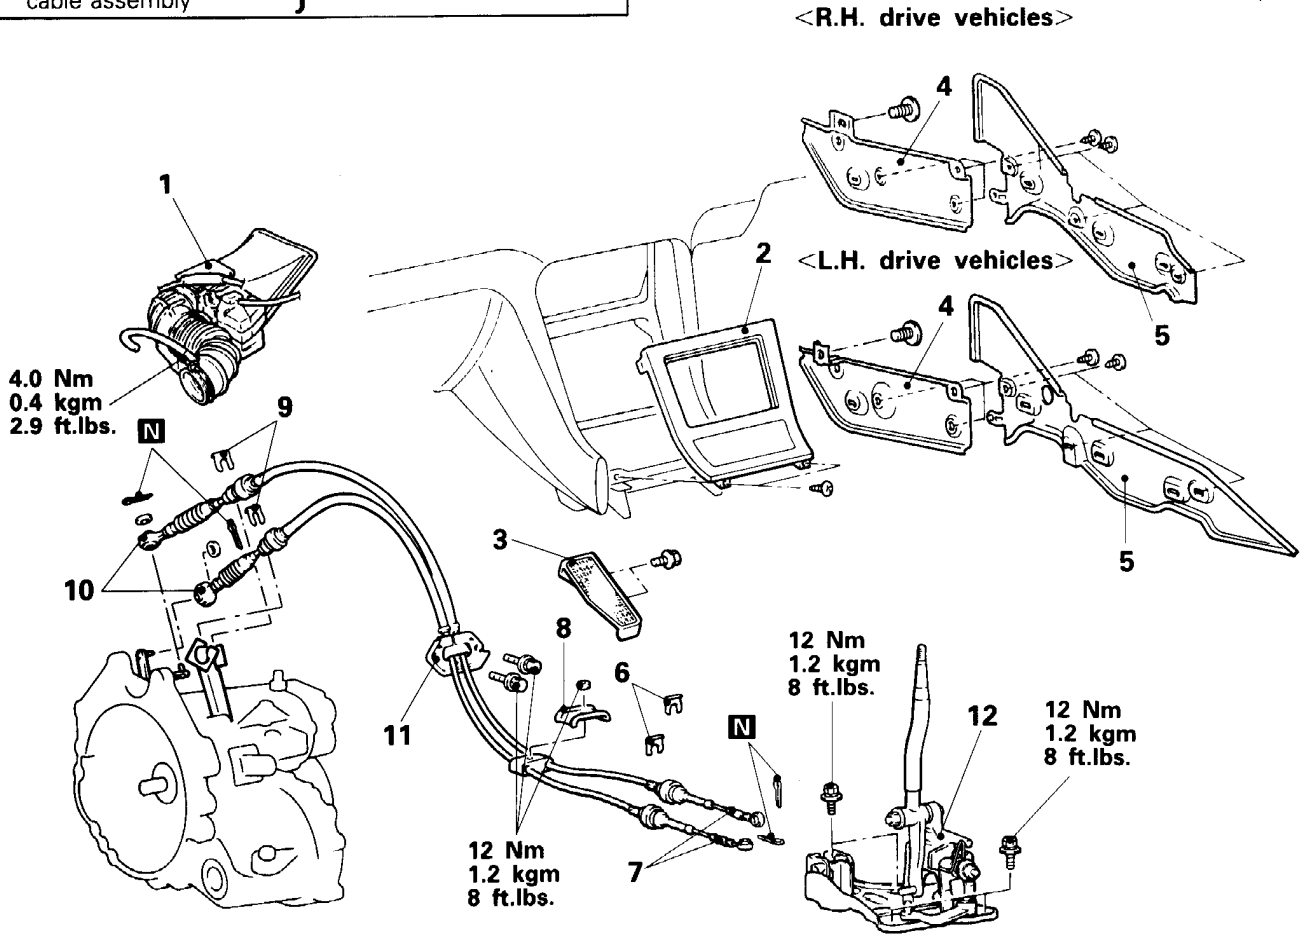 cable assembly
<R.H. drive vehicles>
4
1
5
2
<L.H. drive vehicles>
4
5
4.0 Nm
0.4 kgm
2.9 ft.lbs.
N
9
10
3
8
6
11
N
12 Nm
1.2 kgm
8 ft.lbs.
7
12 Nm
1.2 kgm
8 ft.lbs.
12
12 Nm
1.2 kgm
8 ft.lbs.